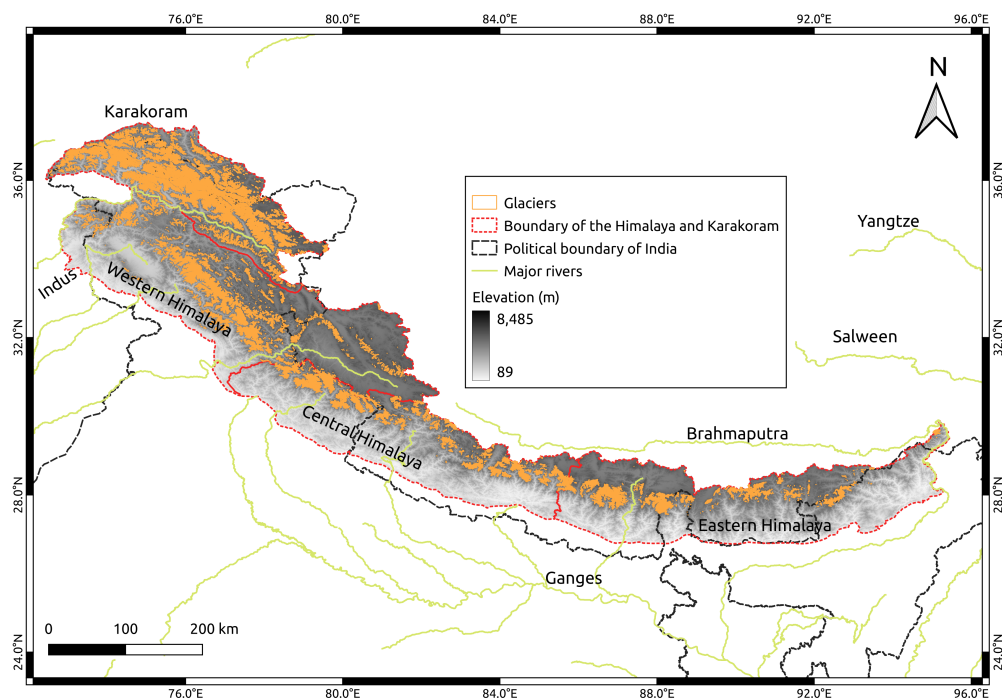 76.0°E 80.0°E 84.0°E 88.0°E 92.0°E 96.0°E
N
Karakoram
36.0°N
36.0°N
Glaciers
Boundary of the Himalaya and Karakoram
Political boundary of India
Major rivers
Elevation (m)
8,485
89
Yangtze
Indus
Western Himalaya
32.0°N
32.0°N
Salween
Central Himalaya
Brahmaputra
28.0°N
28.0°N
Eastern Himalaya
Ganges
0 100 200 km
24.0°N
24.0°N
76.0°E 80.0°E 84.0°E 88.0°E 92.0°E 96.0°E